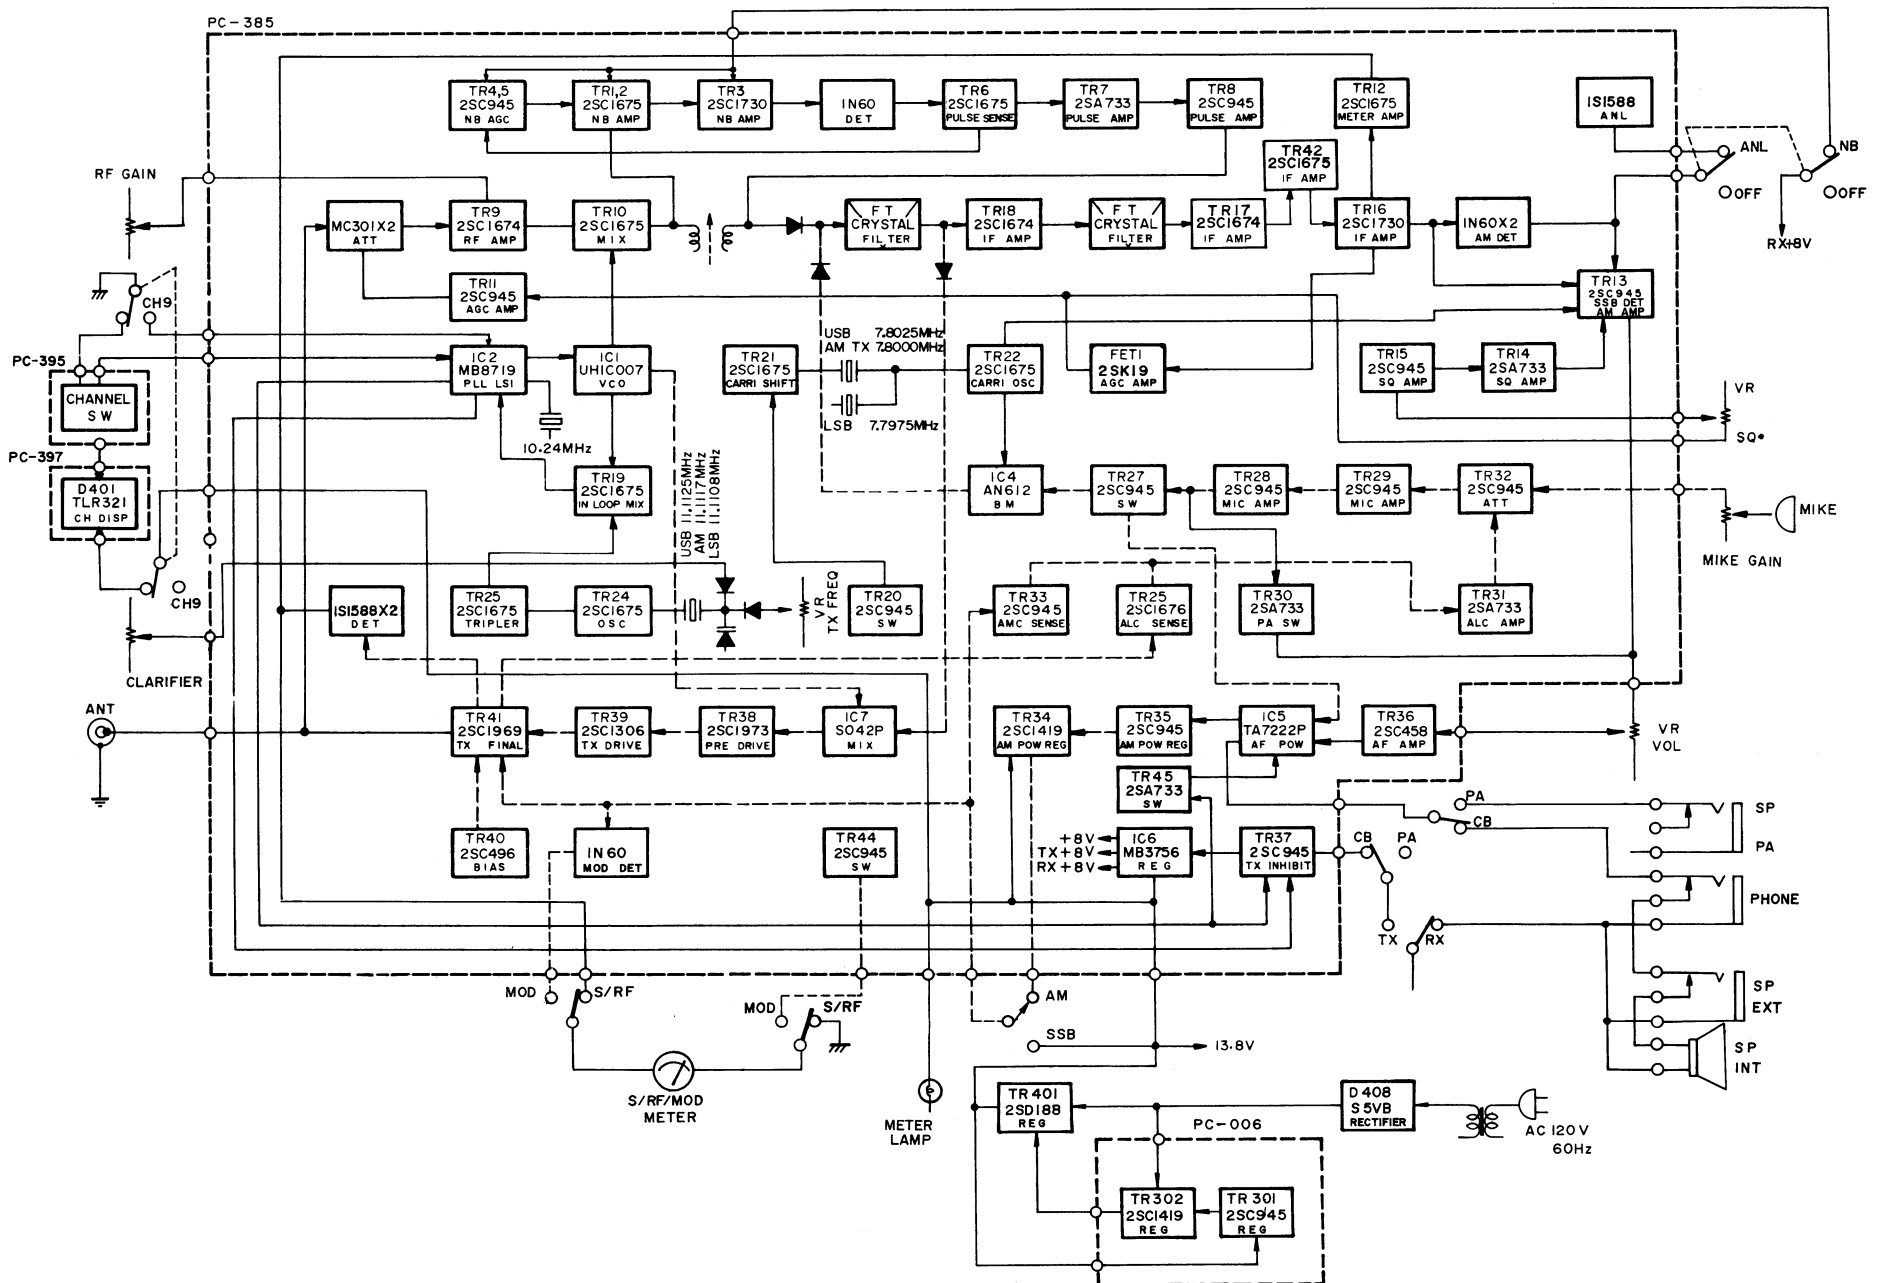 PC-385
TR4,5
2SC945
NB AGC
TR1,2
2SC1675
NB AMP
TR3
2SC1730
NB AMP
IN60
DET
TR6
2SC1675
PULSE SENSE
TR7
2SA733
PULSE AMP
TR8
2SC945
PULSE AMP
TR12
2SC1675
METER AMP
ISI588
ANL
ANL
OFF
NB
OFF
RX+8V
RF GAIN
MC301X2
ATT
TR9
2SC1674
RF AMP
TR10
2SC1675
MIX
FT
CRYSTAL
FILTER
TR18
2SC1674
IF AMP
FT
CRYSTAL
FILTER
TR17
2SC1674
IF AMP
TR42
2SC1675
IF AMP
TR16
2SC1730
IF AMP
IN60X2
AM DET
TR13
2SC945
SSB DET
AM AMP
CH9
TR11
2SC945
AGC AMP
PC-395
CHANNEL
SW
IC2
MB8719
PLL LSI
IC1
UHIC007
VCO
10.24MHz
TR21
2SC1675
CARRI SHIFT
USB 7.8025MHz
AM TX 7.8000MHz
LSB 7.7975MHz
TR22
2SC1675
CARRI OSC
FET1
2SK19
AGC AMP
TR15
2SC945
SQ AMP
TR14
2SA733
SQ AMP
VR
SQ
PC-397
D401
TLR321
CH DISP
TR19
2SC1675
IN LOOP MIX
USB 11.1125MHz
AM 11.1117MHz
LSB 11.1108MHz
IC4
AN612
BM
TR27
2SC945
SW
TR28
2SC945
MIC AMP
TR29
2SC945
MIC AMP
TR32
2SC945
ATT
MIKE
MIKE GAIN
CH9
ISI588X2
DET
TR25
2SC1675
TRIPLER
TR24
2SC1675
OSC
VR
TX FREQ
TR20
2SC945
SW
TR33
2SC945
AMC SENSE
TR25
2SC1676
ALC SENSE
TR30
2SA733
PA SW
TR31
2SA733
ALC AMP
CLARIFIER
ANT
TR41
2SC1969
TX FINAL
TR39
2SC1306
TX DRIVE
TR38
2SC1973
PRE DRIVE
IC7
SO42P
MIX
TR34
2SC1419
AM POW REG
TR35
2SC945
AM POW REG
IC5
TA7222P
AF POW
TR36
2SC458
AF AMP
VR
VOL
TR45
2SA733
SW
TR40
2SC496
BIAS
IN60
MOD DET
TR44
2SC945
SW
+8V
TX+8V
RX+8V
IC6
MB3756
REG
TR37
2SC945
TX INHIBIT
CB
PA
PA
CB
SP
PA
PHONE
TX
RX
SP
EXT
SP
INT
MOD
S/RF
MOD
S/RF
AM
SSB
13.8V
S/RF/MOD
METER
METER
LAMP
TR401
2SD188
REG
D408
S5VB
RECTIFIER
AC 120V
60Hz
PC-006
TR302
2SC1419
REG
TR301
2SC945
REG